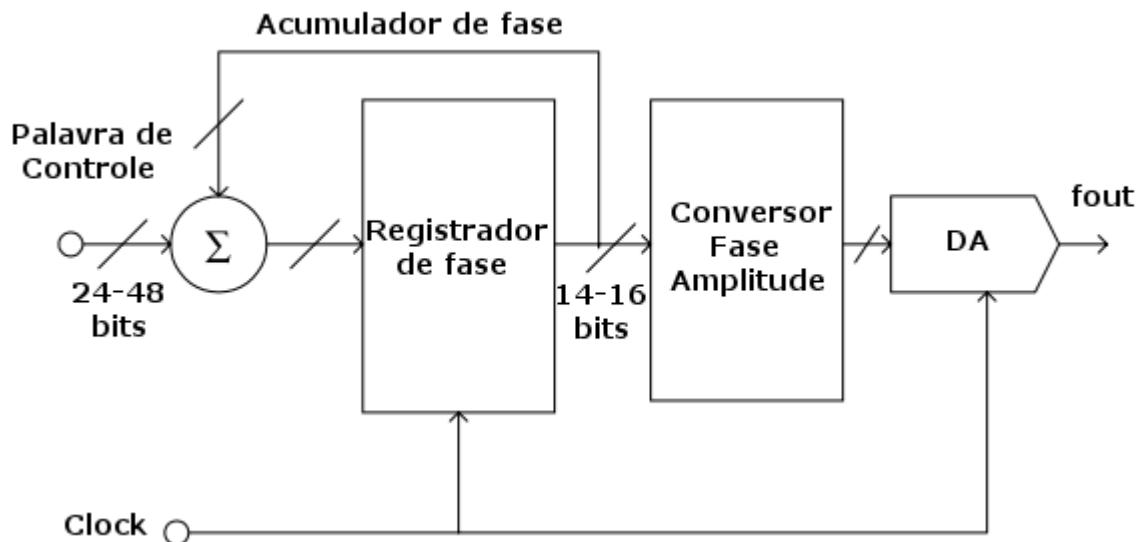 Acumulador de fase
Palavra de
Controle
Σ
24-48
bits
Registrador
de fase
14-16
bits
Conversor
Fase
Amplitude
DA
fout
Clock